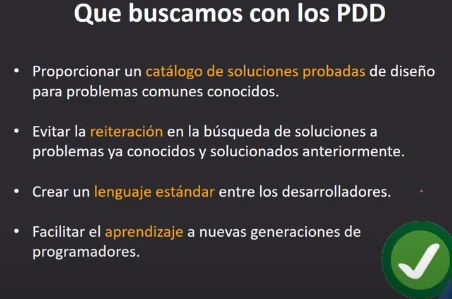 Que buscamos con los PDD
• Proporcionar un catálogo de soluciones probadas de diseño
para problemas comunes conocidos.
• Evitar la reiteración en la búsqueda de soluciones a
problemas ya conocidos y solucionados anteriormente.
• Crear un lenguaje estándar entre los desarrolladores.
• Facilitar el aprendizaje a nuevas generaciones de
programadores.